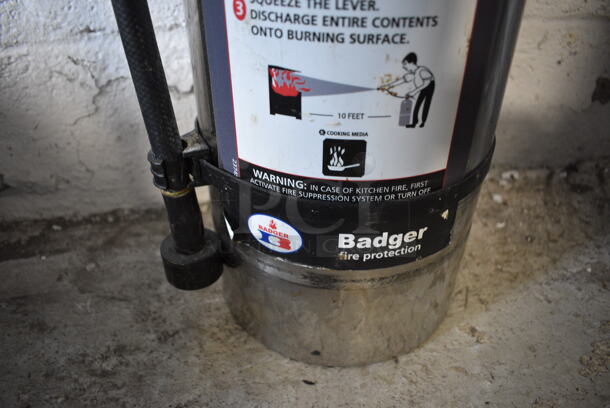 3 SQUEEZE THE LEVER.
DISCHARGE ENTIRE CONTENTS
ONTO BURNING SURFACE.
10 FEET
K COOKING MEDIA
WARNING: IN CASE OF KITCHEN FIRE, FIRST
ACTIVATE FIRE SUPPRESSION SYSTEM OR TURN OFF
BADGER
Badger
fire protection
PCI